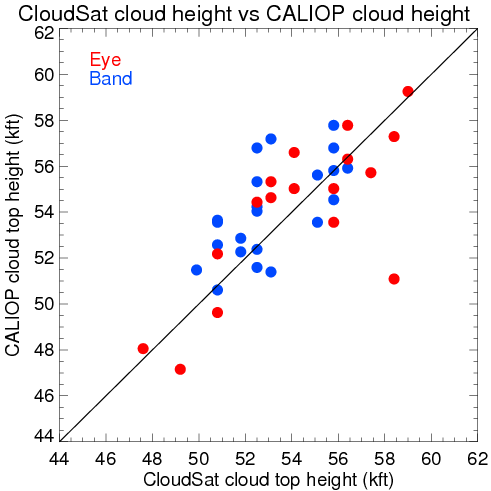 CloudSat cloud height vs CALIOP cloud height
62
60
58
56
54
52
50
48
46
44
Eye
Band
CALIOP cloud top height (kft)
44 46 48 50 52 54 56 58 60 62
CloudSat cloud top height (kft)